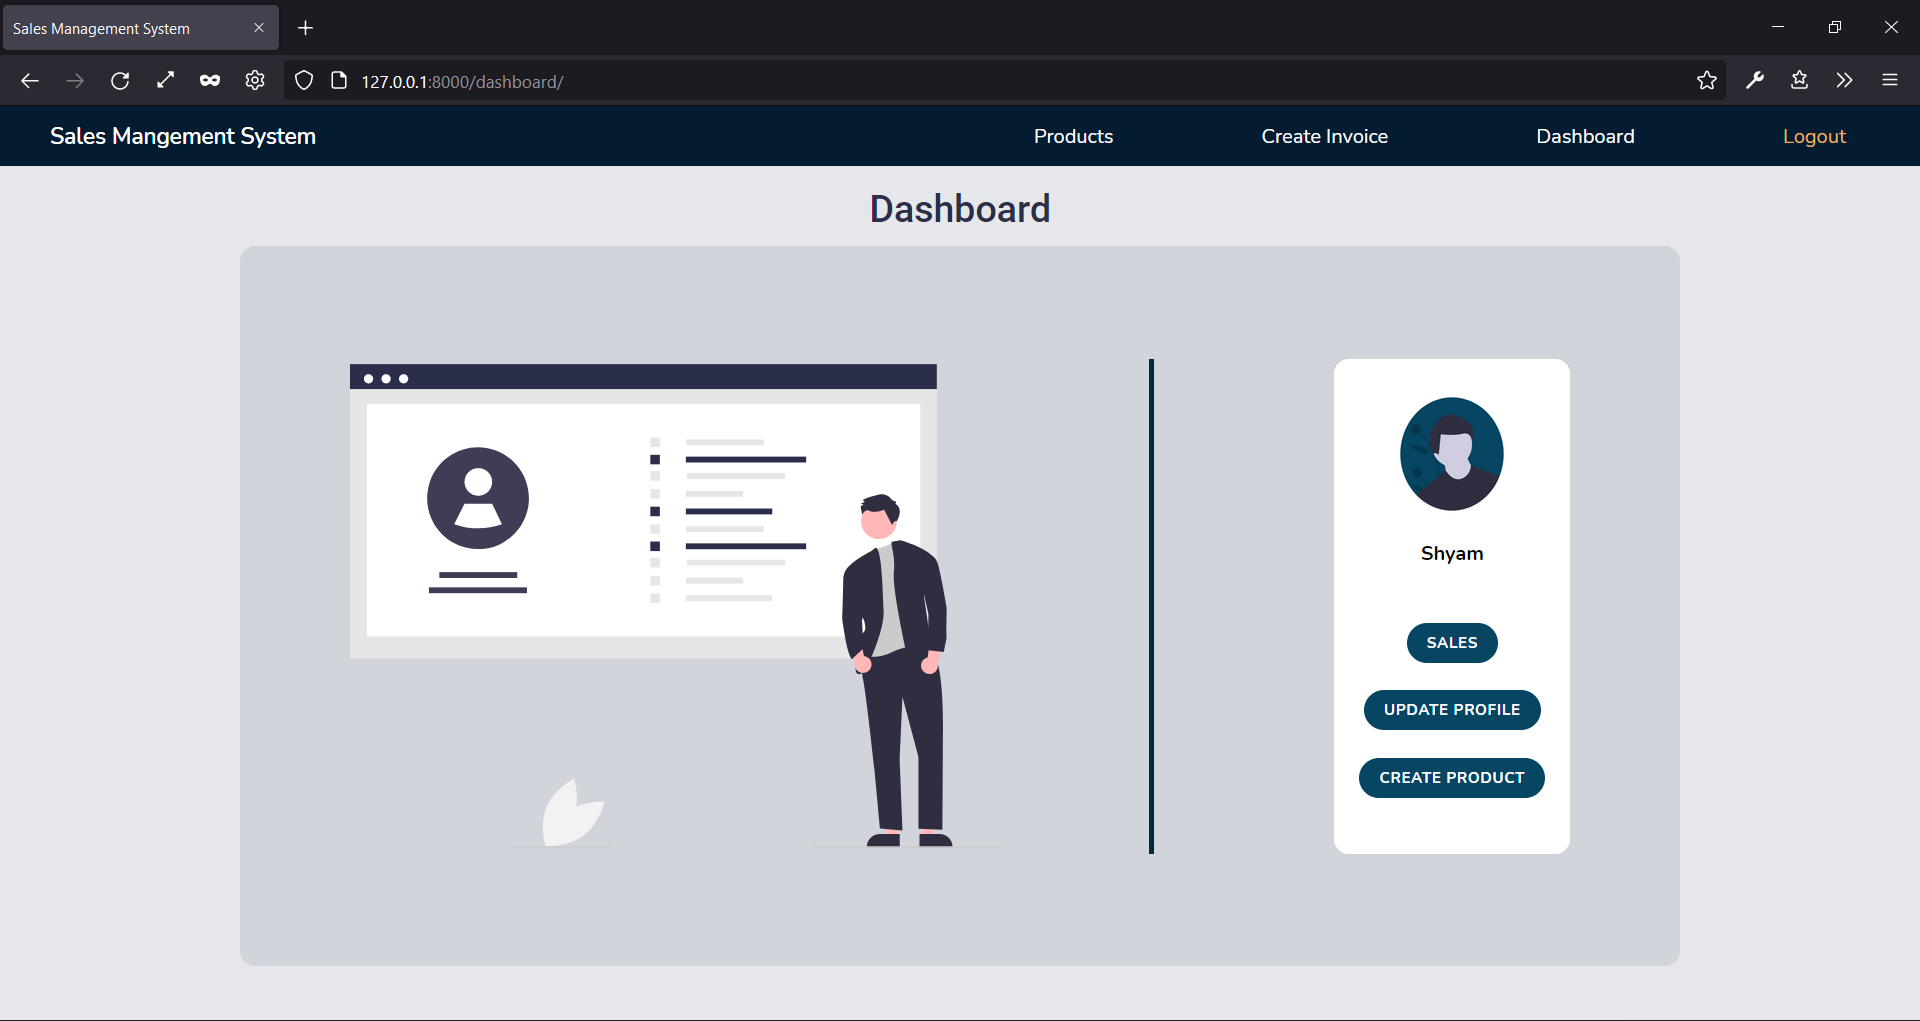 Sales Management System
127.0.0.1:8000/dashboard/
Sales Mangement System Products Create Invoice Dashboard Logout
Dashboard
Shyam
SALES
UPDATE PROFILE
CREATE PRODUCT